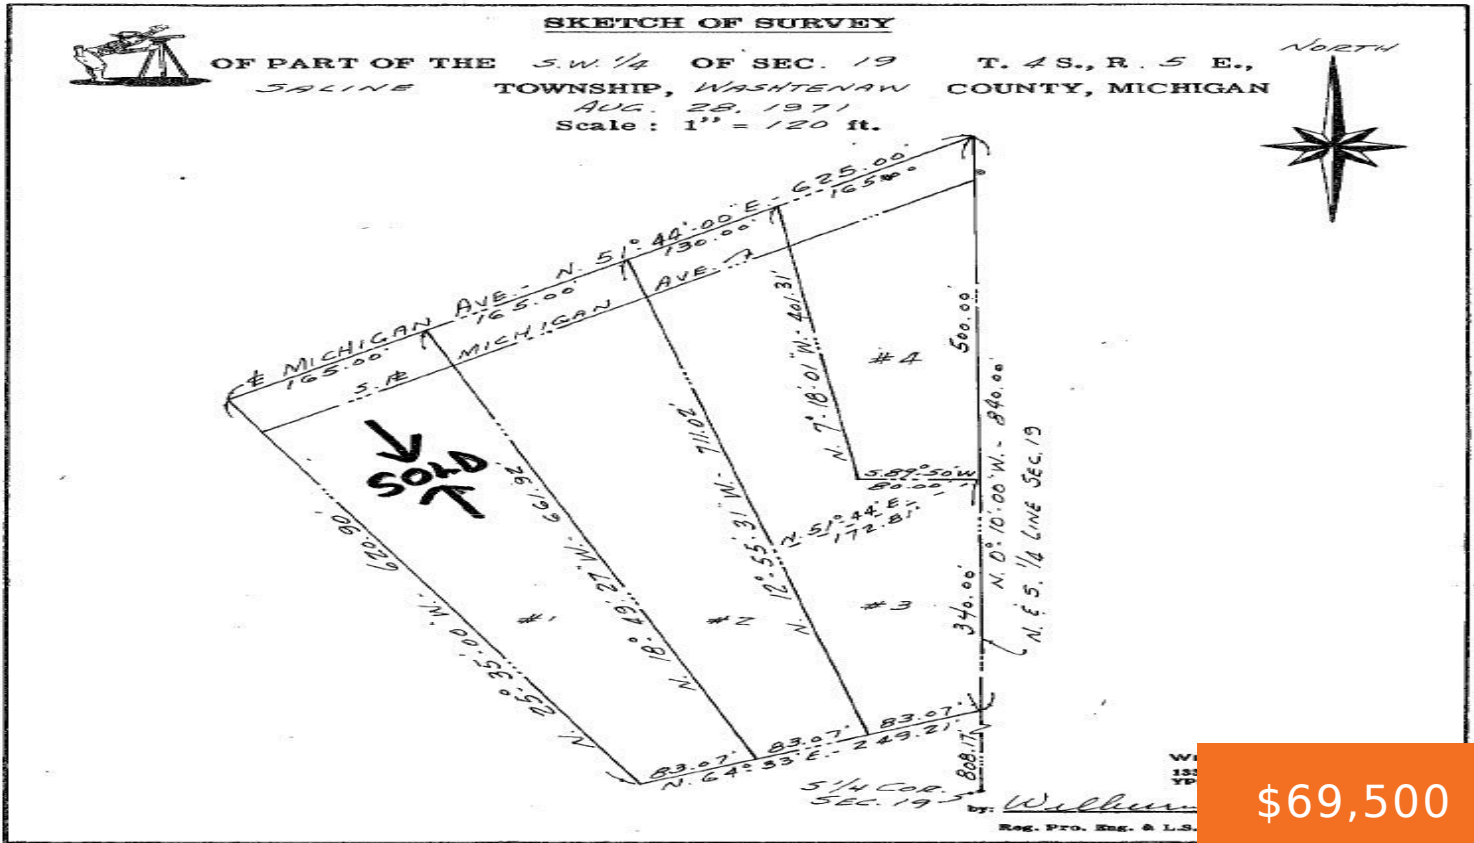 SKETCH OF SURVEY
NORTH
OF PART OF THE S.W. 1/4 OF SEC. 19 T. 4 S., R. 5 E.,
SALINE TOWNSHIP, WASHTENAW COUNTY, MICHIGAN
AUG. 28, 1971
Scale : 1" = 120 ft.
℄ MICHIGAN AVE. - N. 51° 44' 00" E. - 625.00'
165.00'
165.00'
130.00'
165.00
S. ℞ MICHIGAN AVE.
SOLD
N. 25° 35' 00" W. - 620.90'
N. 18° 49' 27" W. - 661.92'
N. 12° 55' 31" W. - 711.02'
N. 7° 18' 01" W. - 401.31'
#4
500.00'
S. 89° 50' W
80.00'
N. 51° 44' E. -
172.81'
N. 0° 10' 00" W. - 840.00'
N. & S. 1/4 LINE SEC. 19
#1
#2
#3
340.00'
83.07'
83.07'
83.07'
N. 64° 33' E. - 249.21'
808.17'
S 1/4 COR.
SEC. 19
by: Wilbur
Reg. Pro. Eng. & L.S.
$69,500